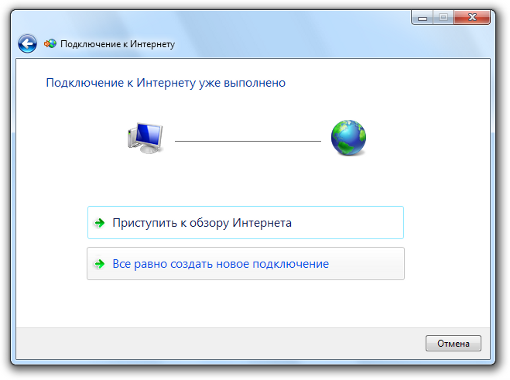 Подключение к Интернету
Подключение к Интернету уже выполнено
Приступить к обзору Интернета
Все равно создать новое подключение
Отмена